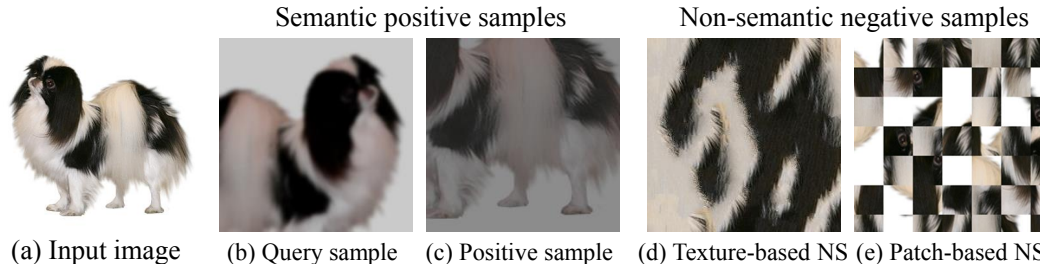 Semantic positive samples
Non-semantic negative samples
(a) Input image
(b) Query sample
(c) Positive sample
(d) Texture-based NS
(e) Patch-based NS